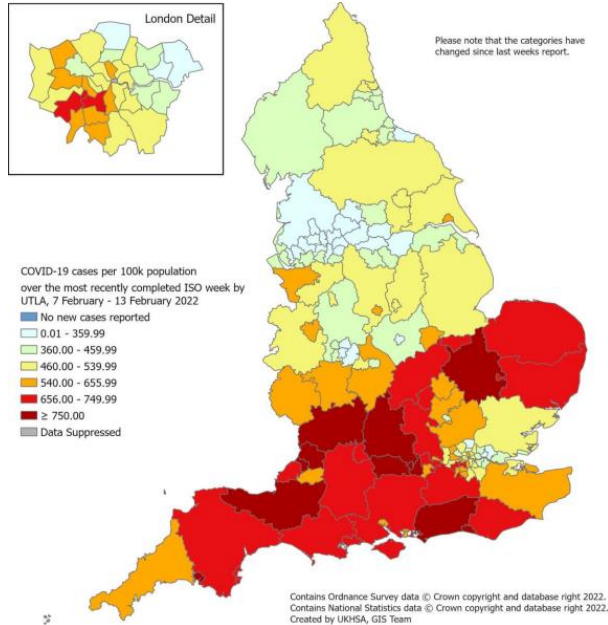 London Detail
Please note that the categories have
changed since last weeks report.
COVID-19 cases per 100k population
over the most recently completed ISO week by
UTLA, 7 February - 13 February 2022
No new cases reported
0.01 - 359.99
360.00 - 459.99
460.00 - 539.99
540.00 - 655.99
656.00 - 749.99
≥ 750.00
Data Suppressed
Contains Ordnance Survey data © Crown copyright and database right 2022.
Contains National Statistics data © Crown copyright and database right 2022.
Created by UKHSA, GIS Team